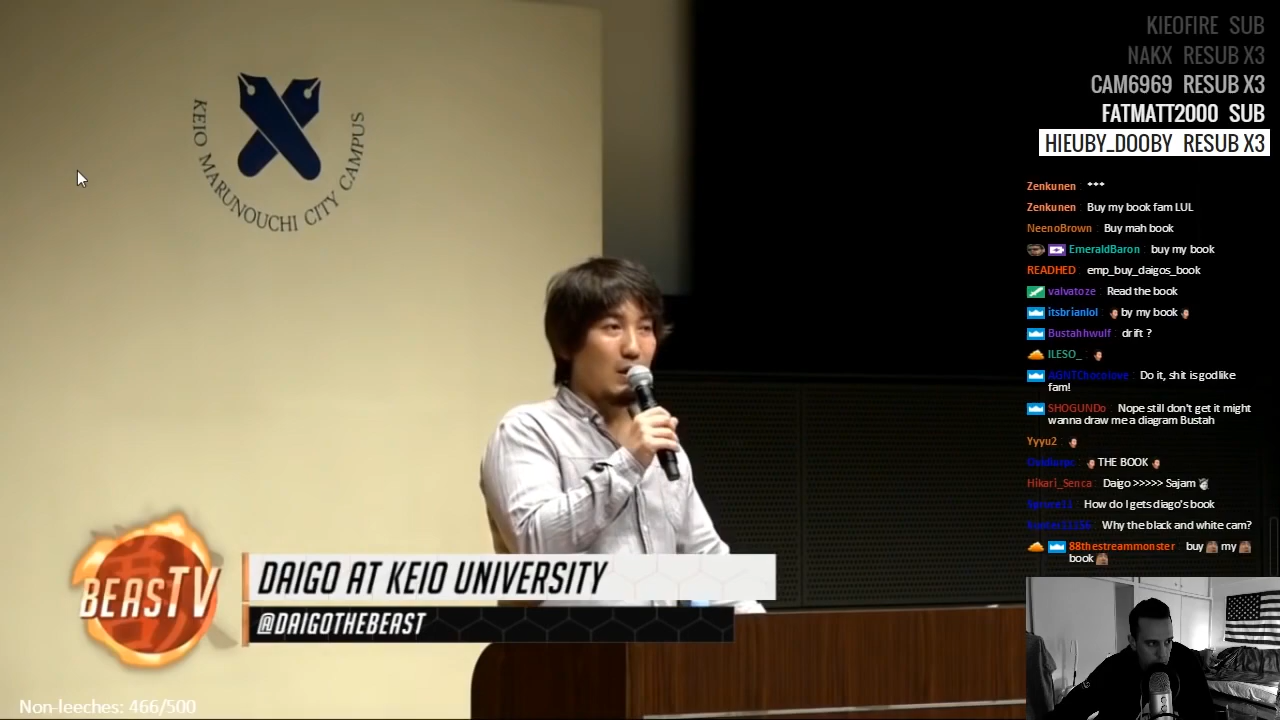 KEIO MARUNOUCHI CITY CAMPUS
BEASTV
DAIGO AT KEIO UNIVERSITY
@DAIGOTHEBEAST
Non-leeches: 466/500
KIEOFIRE SUB
NAKX RESUB X3
CAM6969 RESUB X3
FATMATT2000 SUB
HIEUBY_DOOBY RESUB X3
Zenkunen : ***
Zenkunen : Buy my book fam LUL
NeenoBrown : Buy mah book
EmeraldBaron : buy my book
READHED : emp_buy_daigos_book
valvatoze : Read the book
itsbrianlol : by my book
Bustahhwulf : drift ?
ILESO_ :
AGNTChocolove : Do it, shit is godlike
fam!
SHOGUNDo : Nope still don't get it might
wanna draw me a diagram Bustah
Yyyu2 :
: THE BOOK
Hikari_Senca : Daigo >>>>> Sajam
: How do I gets diago's book
: Why the black and white cam?
88thestreammonster : buy my
book